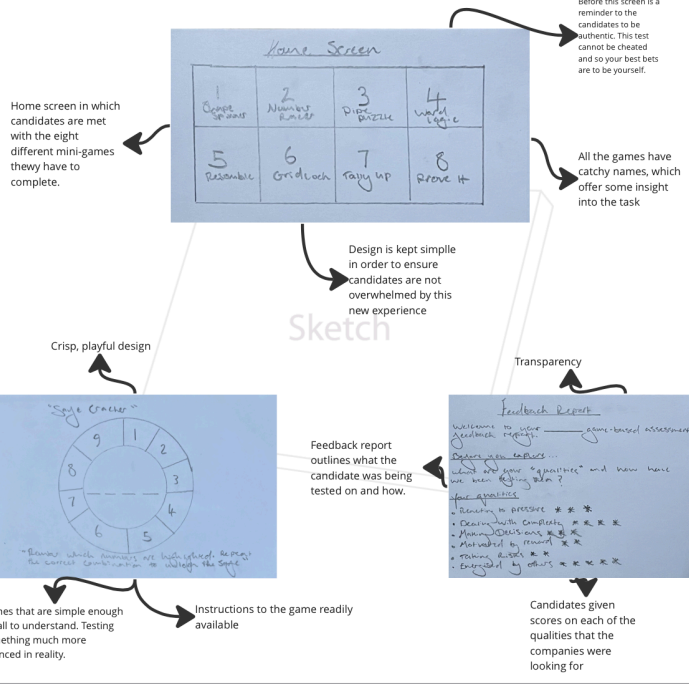 Before this screen is a
reminder to the
candidates to be
authentic. This test
cannot be cheated
and so your best bets
are to be yourself.
Home Screen
1 2 3 4
Number Pipe Word
Racer puzzle Logic
5 6 7 8
Resemble Gridlock Tally up Prove it
Home screen in which
candidates are met
with the eight
different mini-games
thewy have to
complete.
All the games have
catchy names, which
offer some insight
into the task
Design is kept simplle
in order to ensure
candidates are not
overwhelmed by this
new experience
Sketch
Crisp, playful design
"Safe Cracker"
9 1 2 3 4 5 6 7 8
which numbers are highlighted. Repeat
the correct combination to unleash the safe
nes that are simple enough
all to understand. Testing
ething much more
nced in reality.
Instructions to the game readily
available
Feedback report
outlines what the
candidate was being
tested on and how.
Transparency
Feedback Report
Welcome to your ______ game-based assessment
feedback
Before you explore...
What are your "qualities" and how have
we been testing them?
Your qualities
• Reacting to pressure * * *
• Dealing with complexity * * * *
• Making Decisions * * *
• Motivated by reward * *
• Taking Risks * *
• Energised by others * * * * *
Candidates given
scores on each of the
qualities that the
companies were
looking for